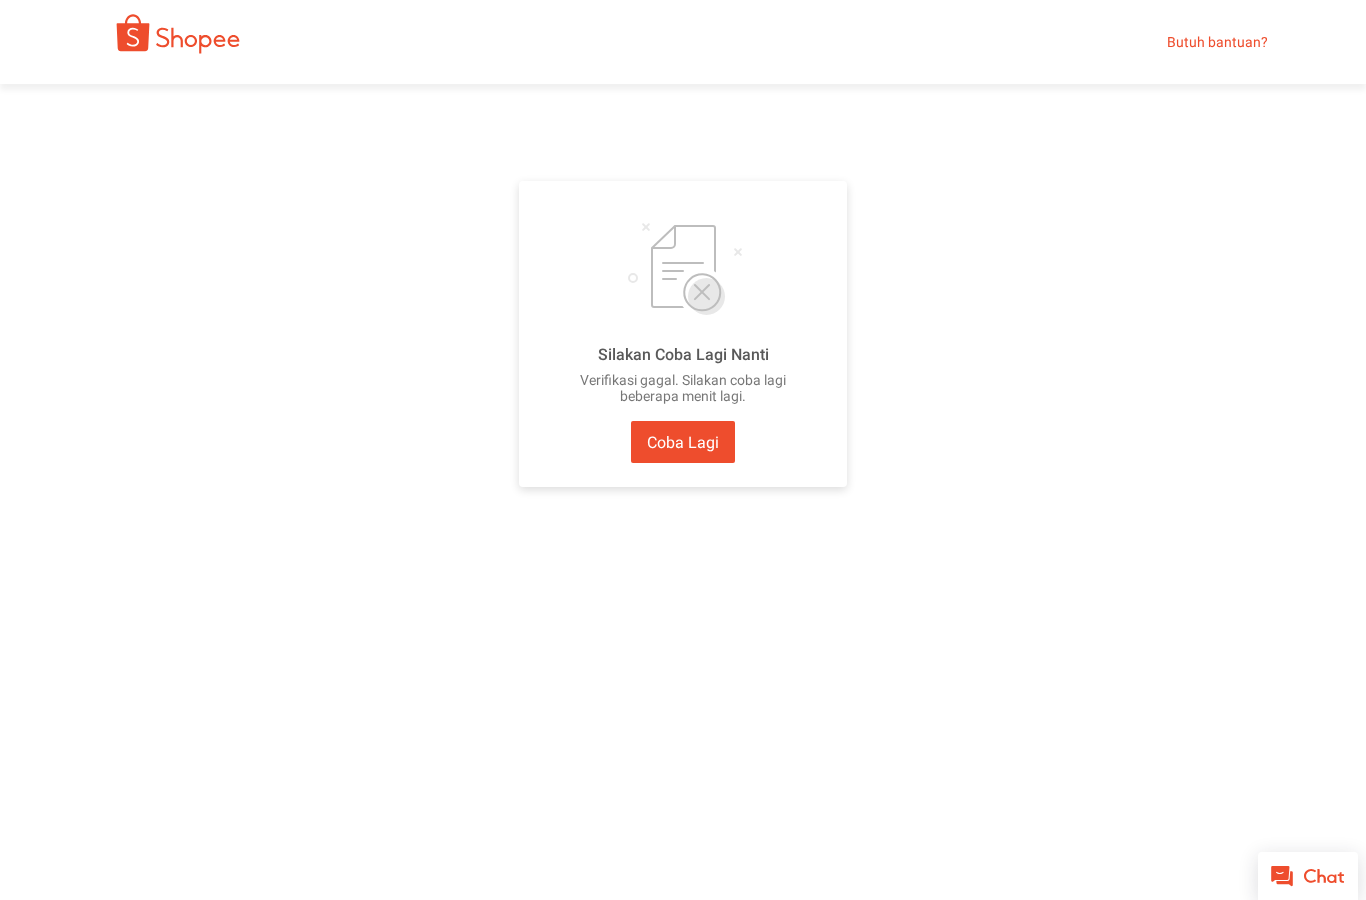 Shopee
Butuh bantuan?
Silakan Coba Lagi Nanti
Verifikasi gagal. Silakan coba lagi
beberapa menit lagi.
Coba Lagi
Chat